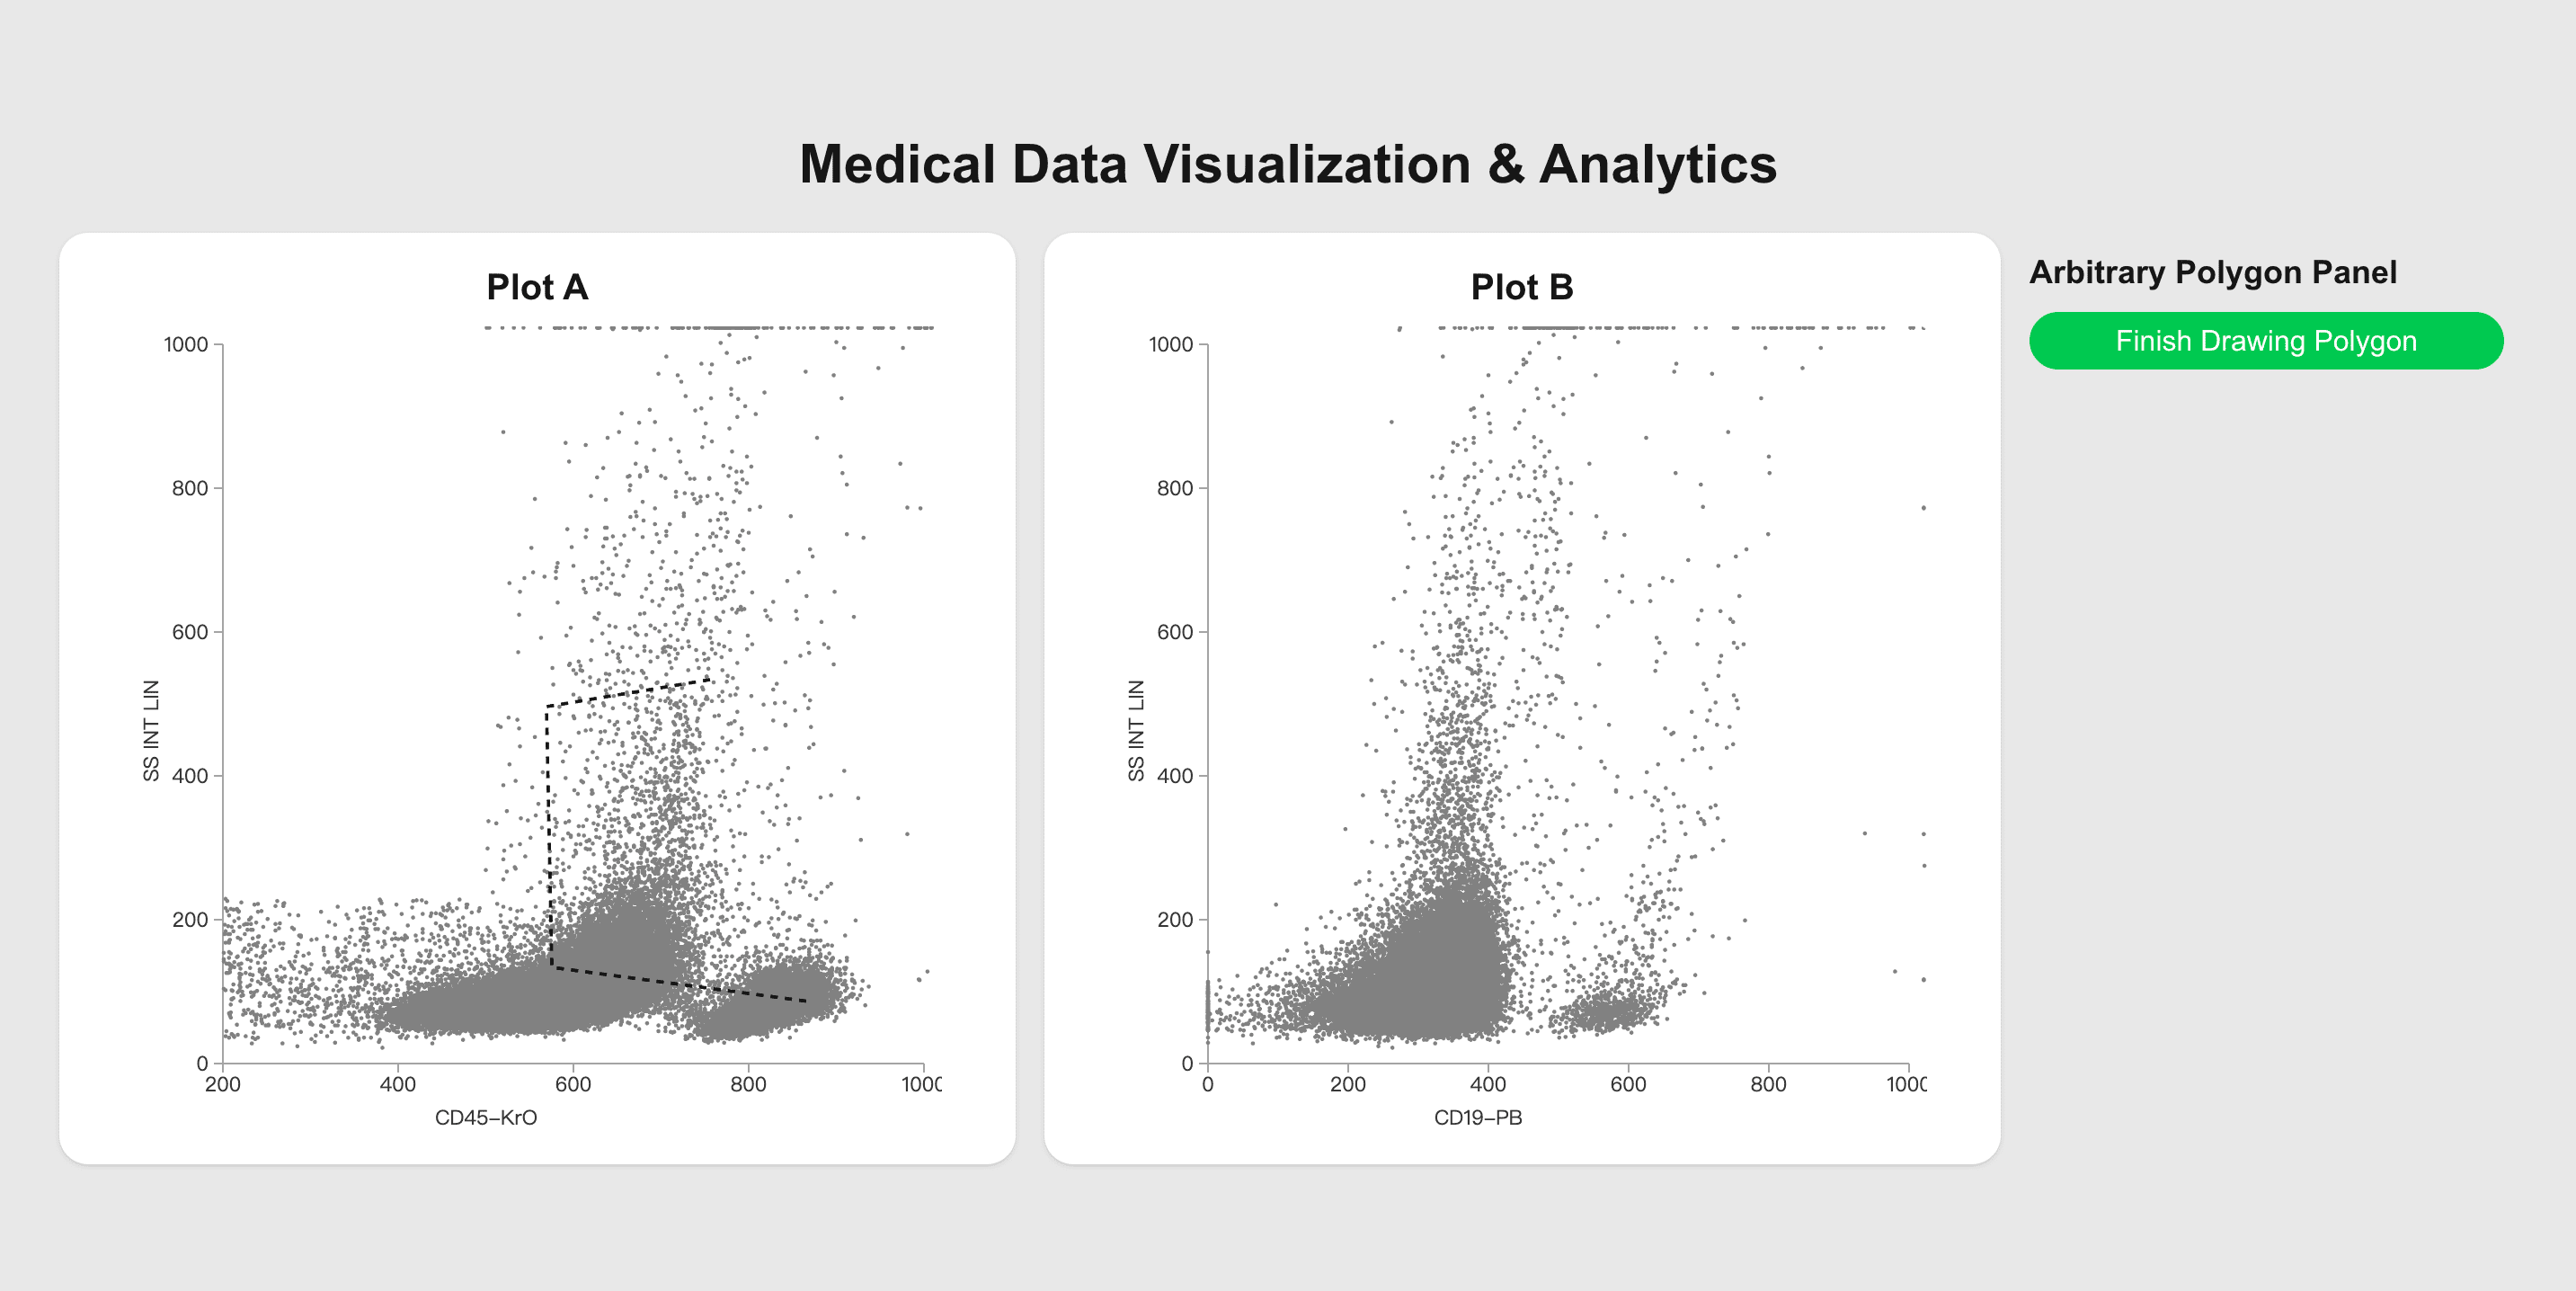 Medical Data Visualization & Analytics
Plot A
1000
800
600
400
200
0
SS INT LIN
200 400 600 800 1000
CD45-KrO
Plot B
1000
800
600
400
200
0
SS INT LIN
0 200 400 600 800 1000
CD19-PB
Arbitrary Polygon Panel
Finish Drawing Polygon